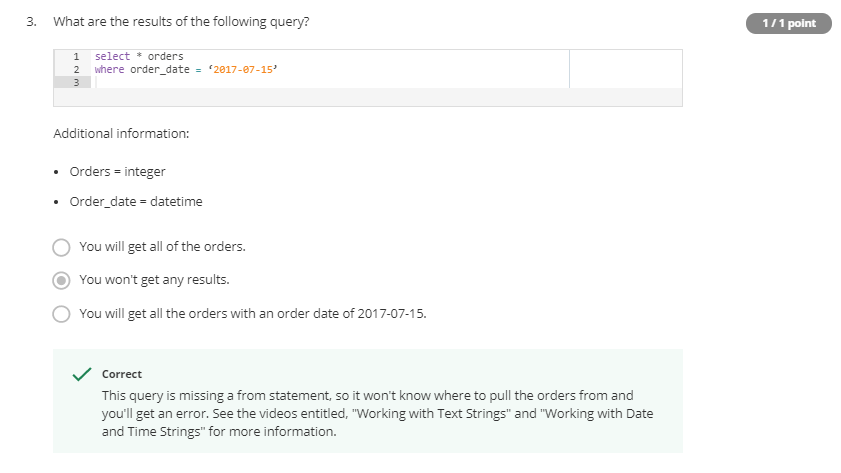 3. What are the results of the following query?
1 / 1 point
1 select * orders
2 where order_date = ‘2017-07-15’
3
Additional information:
• Orders = integer
• Order_date = datetime
You will get all of the orders.
You won't get any results.
You will get all the orders with an order date of 2017-07-15.
Correct
This query is missing a from statement, so it won't know where to pull the orders from and
you'll get an error. See the videos entitled, "Working with Text Strings" and "Working with Date
and Time Strings" for more information.